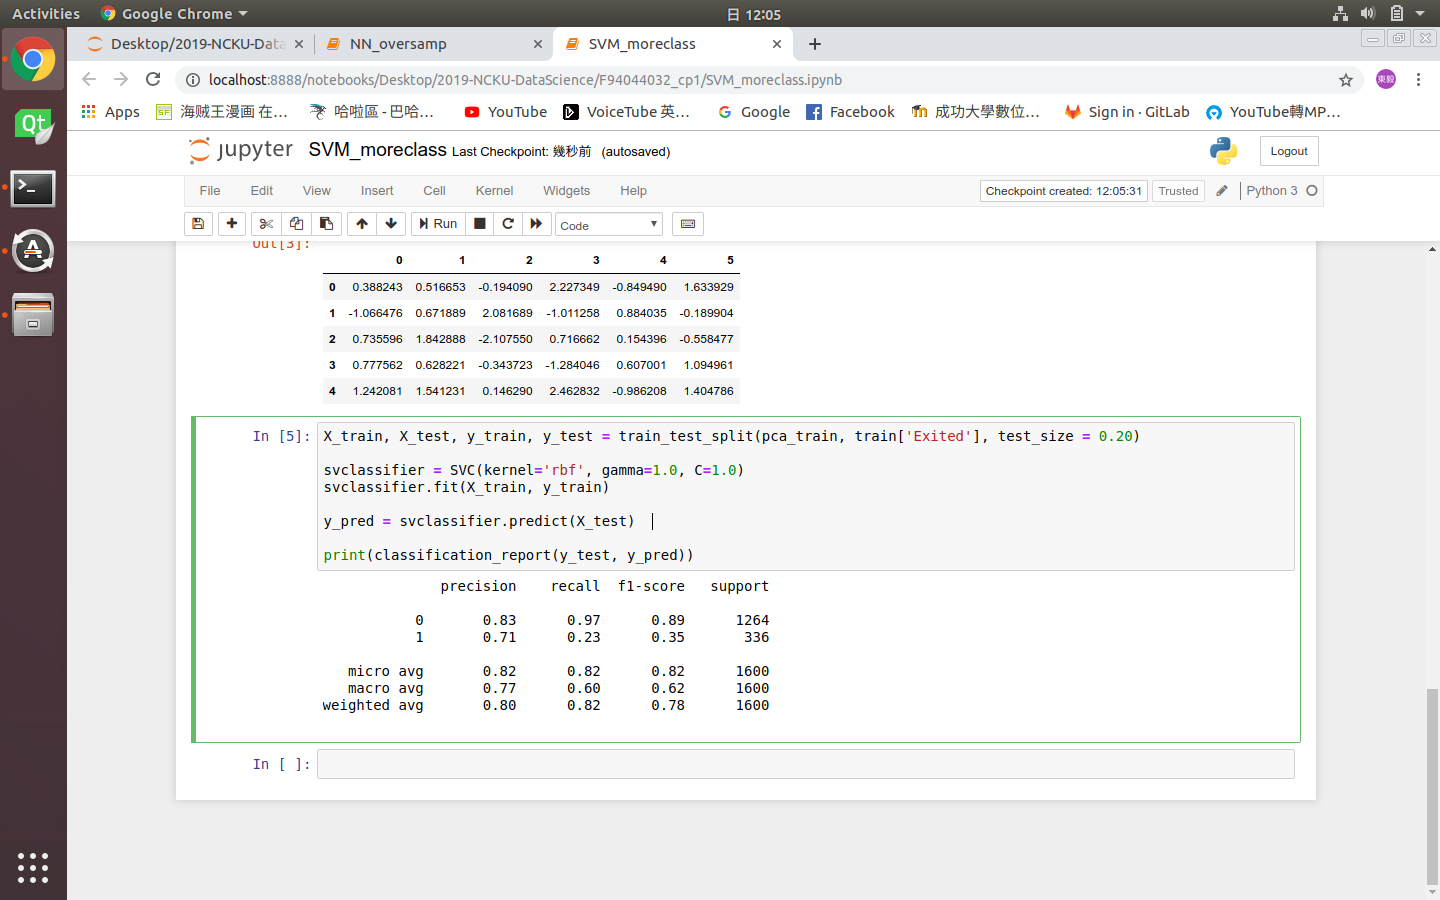 Activities Google Chrome 日 12:05
Desktop/2019-NCKU-Data NN_oversamp SVM_moreclass
localhost:8888/notebooks/Desktop/2019-NCKU-DataScience/F94044032_cp1/SVM_moreclass.ipynb 東毅
Apps 海贼王漫画 在… 哈啦區 - 巴哈… YouTube VoiceTube 英… Google Facebook 成功大學數位… Sign in · GitLab YouTube轉MP…
jupyter SVM_moreclass Last Checkpoint: 幾秒前 (autosaved) Logout
File Edit View Insert Cell Kernel Widgets Help Checkpoint created: 12:05:31 Trusted Python 3
Run Code
Out[3]:
0 1 2 3 4 5
0 0.388243 0.516653 -0.194090 2.227349 -0.849490 1.633929
1 -1.066476 0.671889 2.081689 -1.011258 0.884035 -0.189904
2 0.735596 1.842888 -2.107550 0.716662 0.154396 -0.558477
3 0.777562 0.628221 -0.343723 -1.284046 0.607001 1.094961
4 1.242081 1.541231 0.146290 2.462832 -0.986208 1.404786
In [5]: X_train, X_test, y_train, y_test = train_test_split(pca_train, train['Exited'], test_size = 0.20)
svclassifier = SVC(kernel='rbf', gamma=1.0, C=1.0)
svclassifier.fit(X_train, y_train)
y_pred = svclassifier.predict(X_test)
print(classification_report(y_test, y_pred))
precision recall f1-score support
0 0.83 0.97 0.89 1264
1 0.71 0.23 0.35 336
micro avg 0.82 0.82 0.82 1600
macro avg 0.77 0.60 0.62 1600
weighted avg 0.80 0.82 0.78 1600
In [ ]: